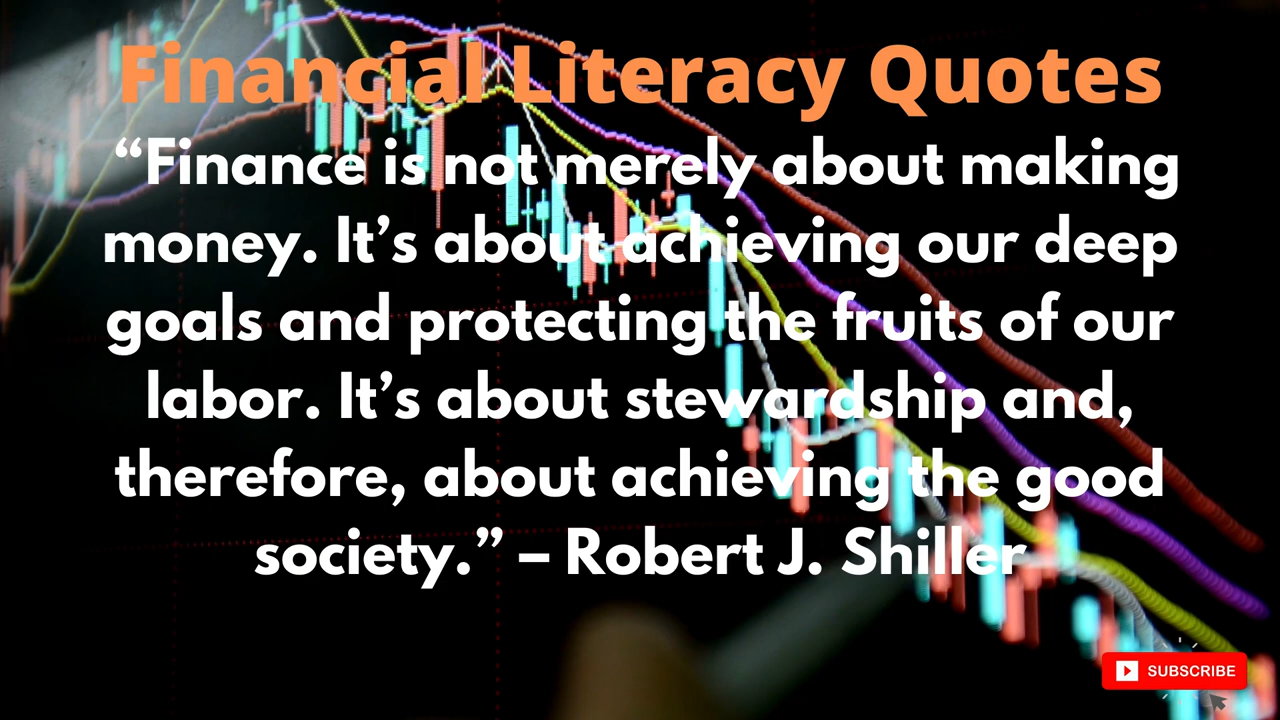 Financial Literacy Quotes
“Finance is not merely about making
money. It’s about achieving our deep
goals and protecting the fruits of our
labor. It’s about stewardship and,
therefore, about achieving the good
society.” – Robert J. Shiller
SUBSCRIBE